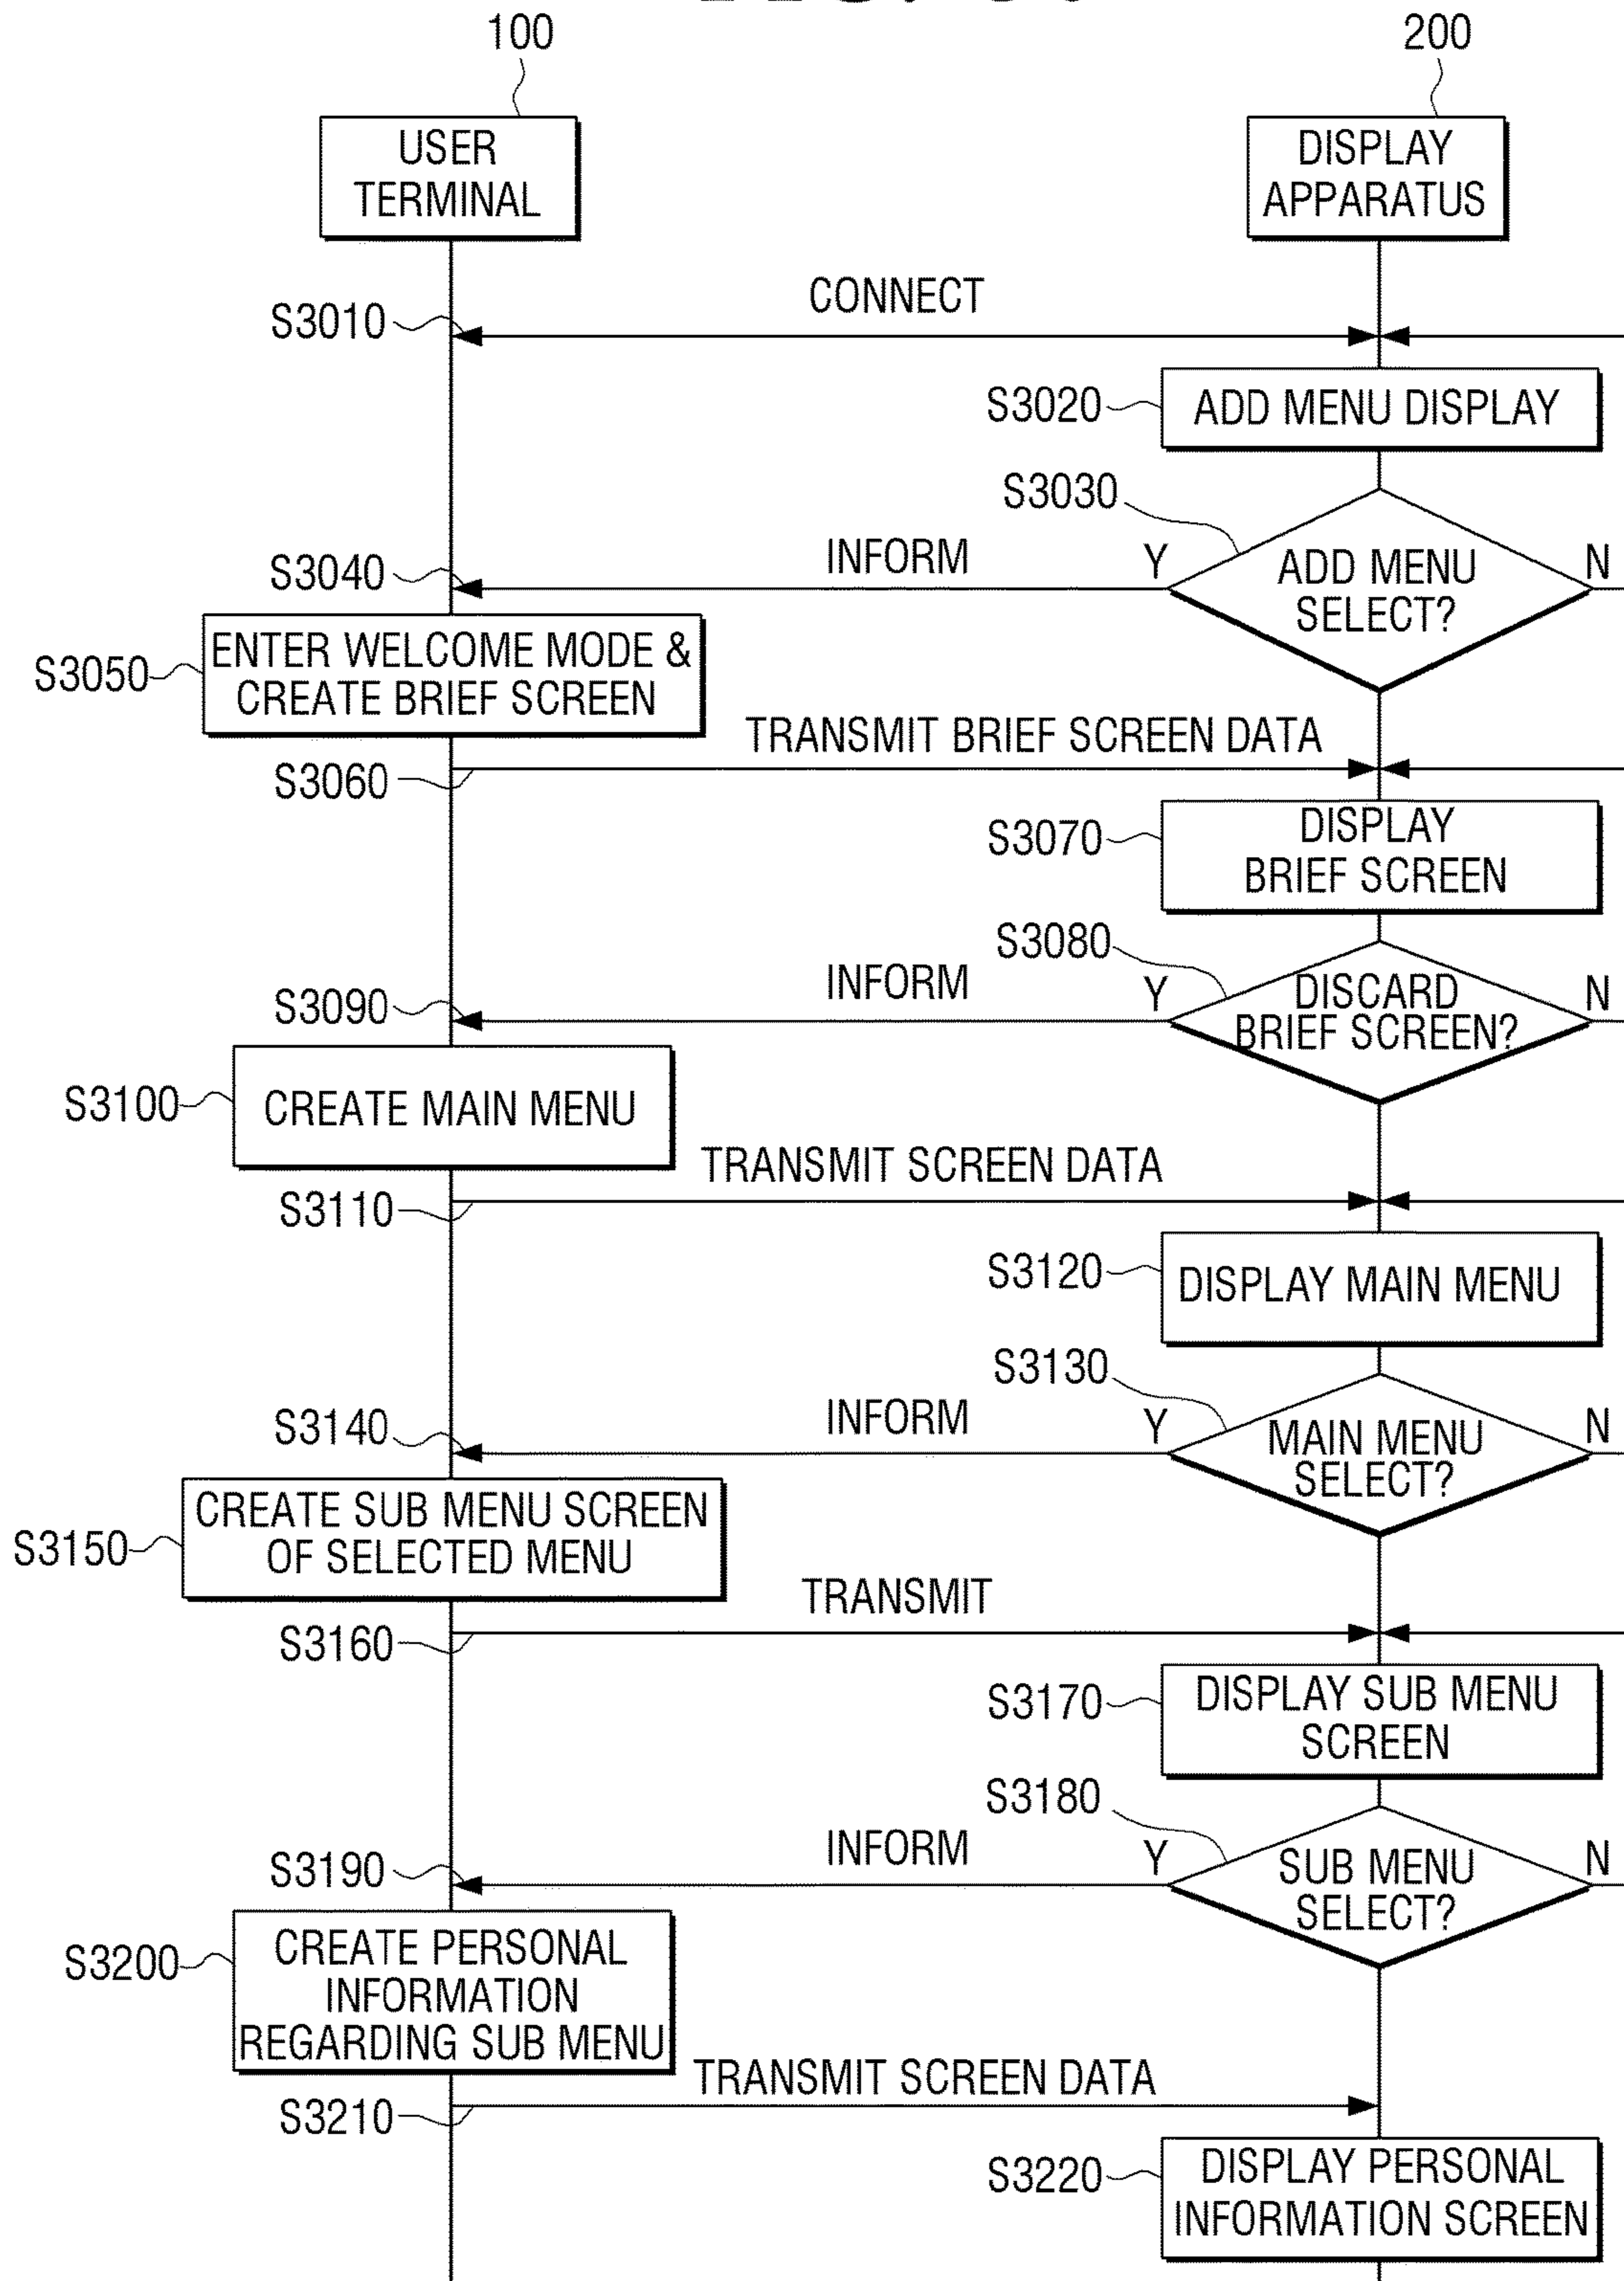 100
200
USER
TERMINAL
DISPLAY
APPARATUS
CONNECT
S3010
S3020
ADD MENU DISPLAY
S3030
INFORM
Y
N
S3040
ADD MENU
SELECT?
ENTER WELCOME MODE &
CREATE BRIEF SCREEN
S3050
TRANSMIT BRIEF SCREEN DATA
S3060
S3070
DISPLAY
BRIEF SCREEN
S3080
INFORM
Y
N
S3090
DISCARD
BRIEF SCREEN?
S3100
CREATE MAIN MENU
TRANSMIT SCREEN DATA
S3110
S3120
DISPLAY MAIN MENU
S3130
INFORM
Y
N
S3140
MAIN MENU
SELECT?
S3150
CREATE SUB MENU SCREEN
OF SELECTED MENU
TRANSMIT
S3160
S3170
DISPLAY SUB MENU
SCREEN
S3180
INFORM
Y
N
S3190
SUB MENU
SELECT?
S3200
CREATE PERSONAL
INFORMATION
REGARDING SUB MENU
TRANSMIT SCREEN DATA
S3210
S3220
DISPLAY PERSONAL
INFORMATION SCREEN